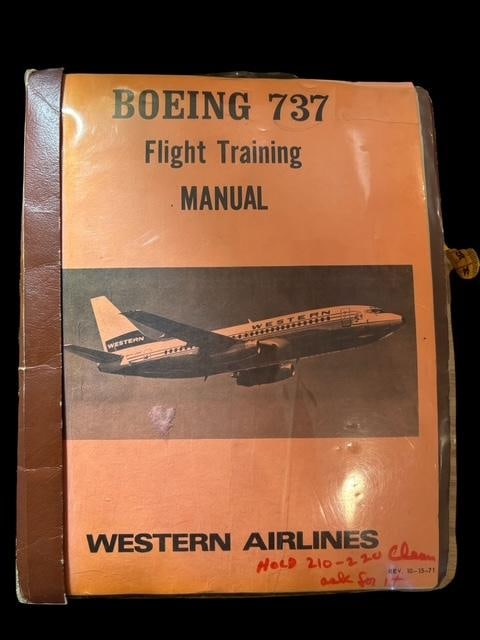 BOEING 737
Flight Training
MANUAL
WESTERN
WESTERN
WESTERN AIRLINES
HOLD 210-220 Clean
ask for it
REV. 10-15-71